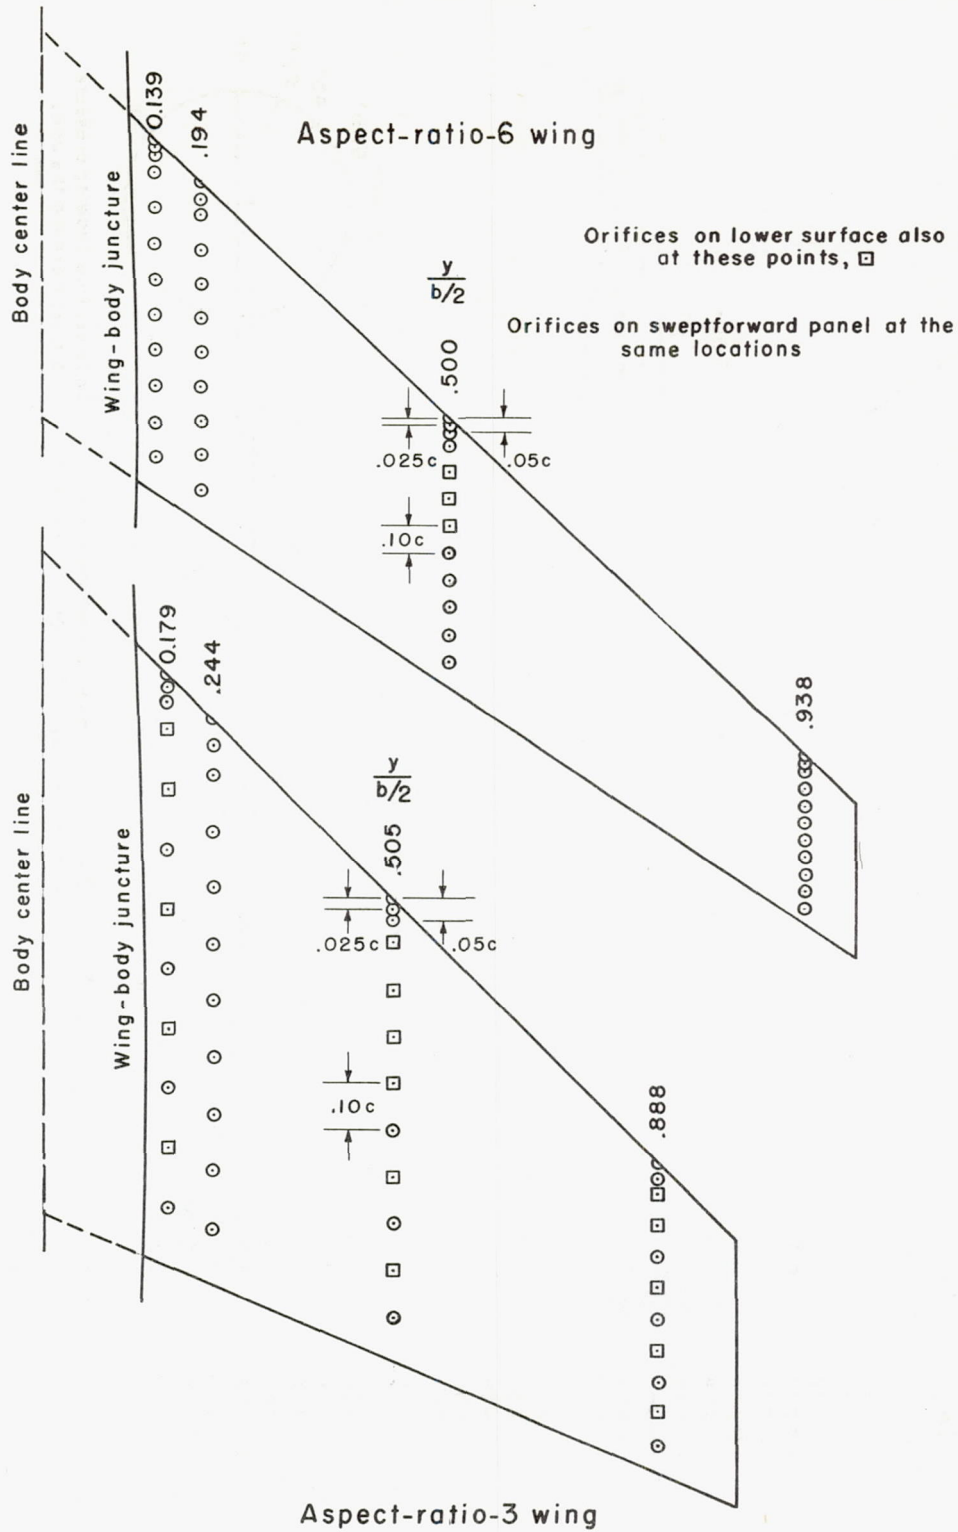 Aspect-ratio-6 wing
Body center line
Wing-body juncture
0.139
.194
Orifices on lower surface also
at these points,
Orifices on sweptforward panel at the
same locations
y
b/2
.500
.025c
.05c
.10c
.938
Body center line
Wing-body juncture
0.179
.244
y
b/2
.505
.025c
.05c
.10c
.888
Aspect-ratio-3 wing